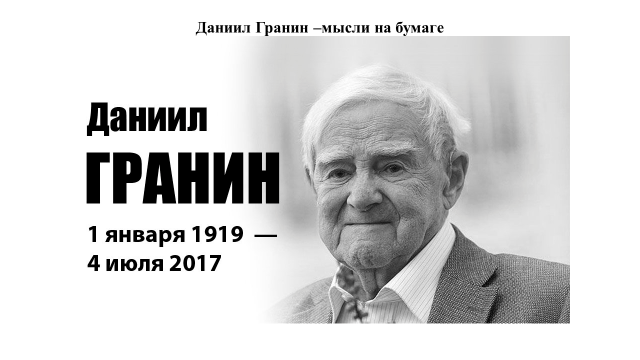 Даниил Гранин –мысли на бумаге
Даниил
ГРАНИН
1 января 1919 —
4 июля 2017